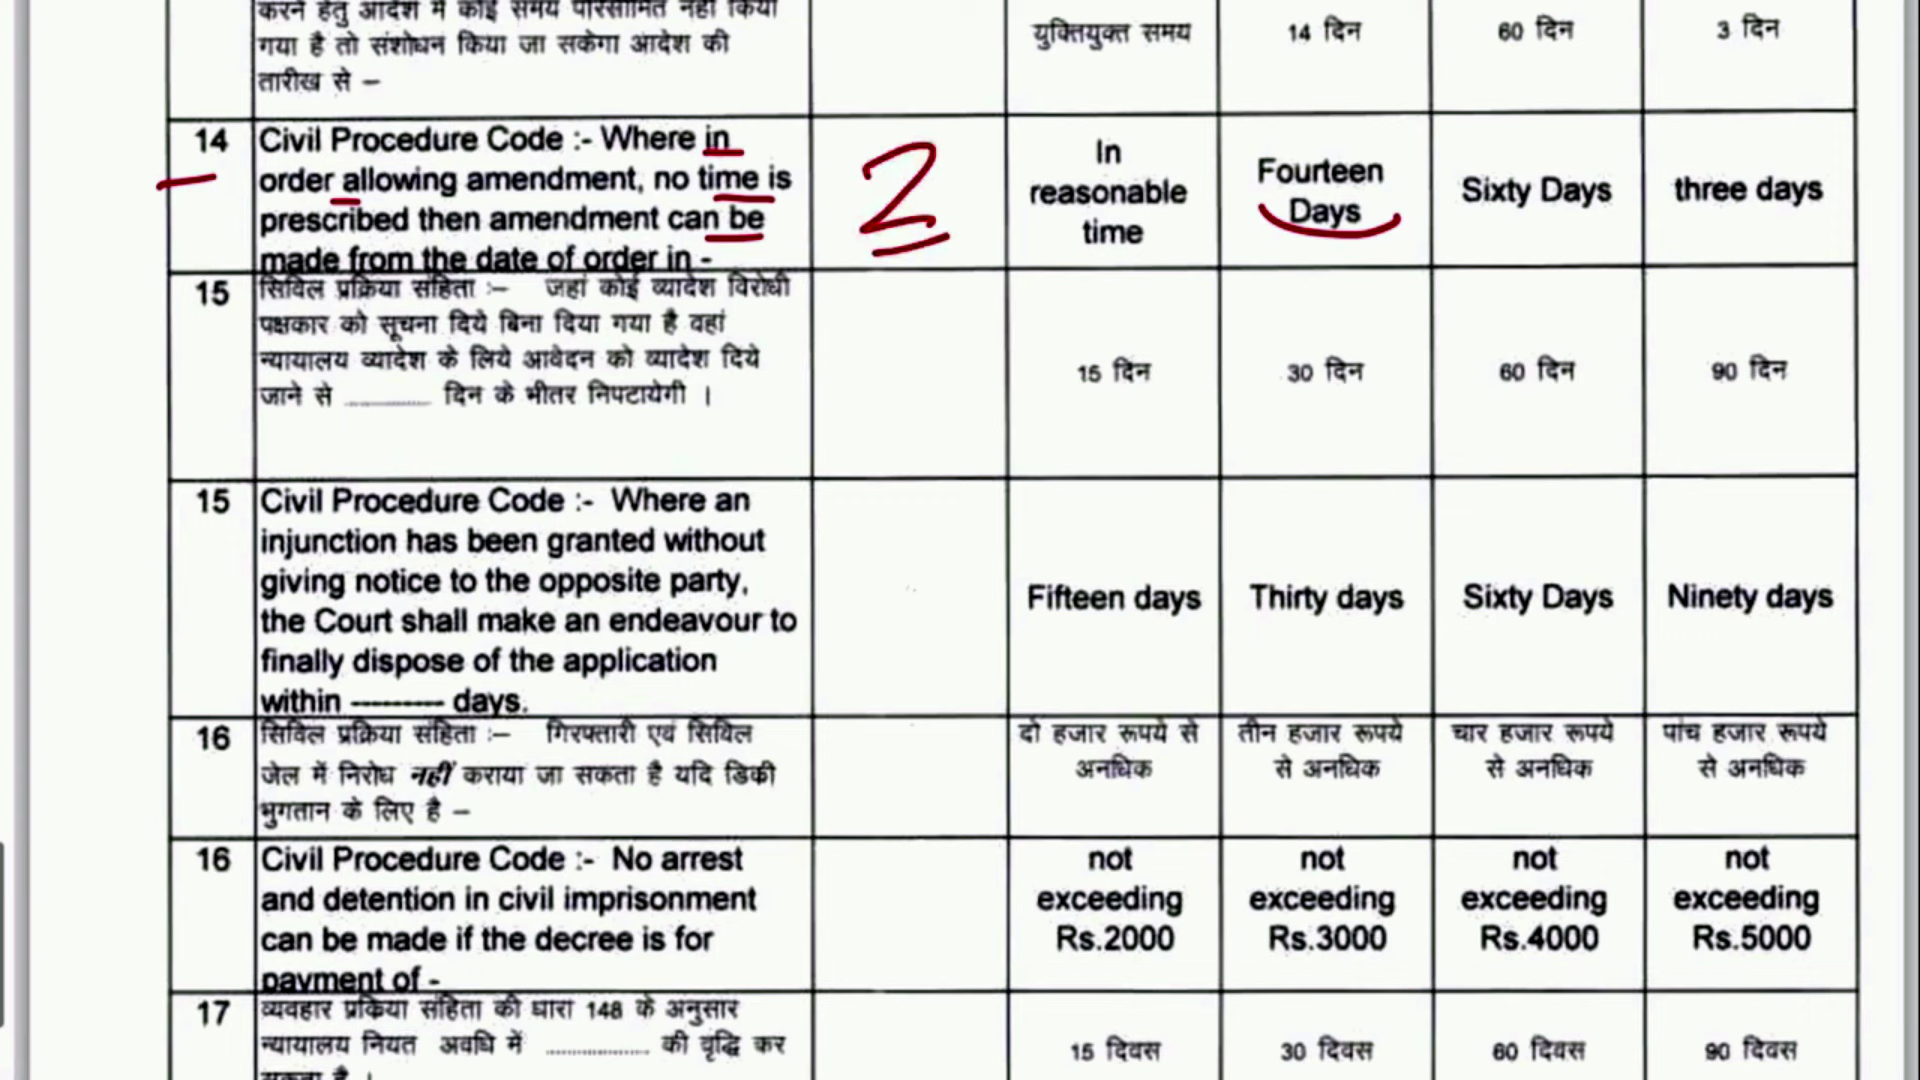 करने हेतु आदेश में कोई समय परिसीमित नहीं किया
गया है तो संशोधन किया जा सकेगा आदेश की
तारीख से –
युक्तियुक्त समय
14 दिन
60 दिन
3 दिन
14
Civil Procedure Code :- Where in
order allowing amendment, no time is
prescribed then amendment can be
made from the date of order in -
2
In
reasonable
time
Fourteen
Days
Sixty Days
three days
15
सिविल प्रक्रिया संहिता :– जहां कोई व्यादेश विरोधी
पक्षकार को सूचना दिये बिना दिया गया है वहां
न्यायालय व्यादेश के लिये आवेदन को व्यादेश दिये
जाने से .............. दिन के भीतर निपटायेगी ।
15 दिन
30 दिन
60 दिन
90 दिन
15
Civil Procedure Code :- Where an
injunction has been granted without
giving notice to the opposite party,
the Court shall make an endeavour to
finally dispose of the application
within --------- days.
Fifteen days
Thirty days
Sixty Days
Ninety days
16
सिविल प्रक्रिया संहिता :– गिरफ्तारी एवं सिविल
जेल में निरोध नहीं कराया जा सकता है यदि डिकी
भुगतान के लिए है –
दो हजार रूपये से
अनधिक
तीन हजार रूपये
से अनधिक
चार हजार रूपये
से अनधिक
पांच हजार रूपये
से अनधिक
16
Civil Procedure Code :- No arrest
and detention in civil imprisonment
can be made if the decree is for
payment of -
not
exceeding
Rs.2000
not
exceeding
Rs.3000
not
exceeding
Rs.4000
not
exceeding
Rs.5000
17
व्यवहार प्रकिया संहिता की धारा 148 के अनुसार
न्यायालय नियत अवधि में ................. की वृद्धि कर
सकता है ।
15 दिवस
30 दिवस
60 दिवस
90 दिवस